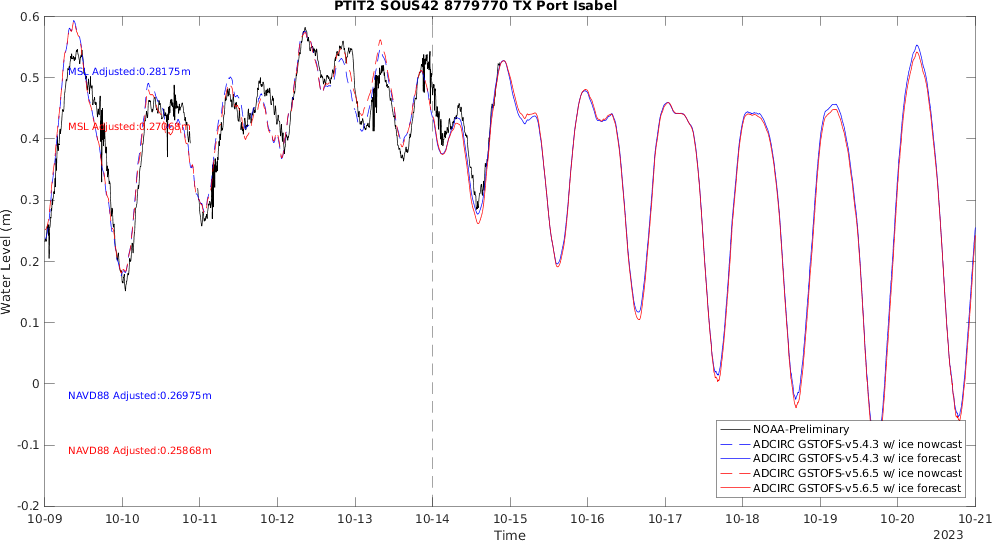 PTIT2 SOUS42 8779770 TX Port Isabel
0.6
0.5
0.4
0.3
0.2
0.1
0
-0.1
-0.2
Water Level (m)
MSL Adjusted:0.28175m
MSL Adjusted:0.27068m
NAVD88 Adjusted:0.26975m
NAVD88 Adjusted:0.25868m
NOAA-Preliminary
ADCIRC GSTOFS-v5.4.3 w/ ice nowcast
ADCIRC GSTOFS-v5.4.3 w/ ice forecast
ADCIRC GSTOFS-v5.6.5 w/ ice nowcast
ADCIRC GSTOFS-v5.6.5 w/ ice forecast
10-09 10-10 10-11 10-12 10-13 10-14 10-15 10-16 10-17 10-18 10-19 10-20 10-21
Time
2023